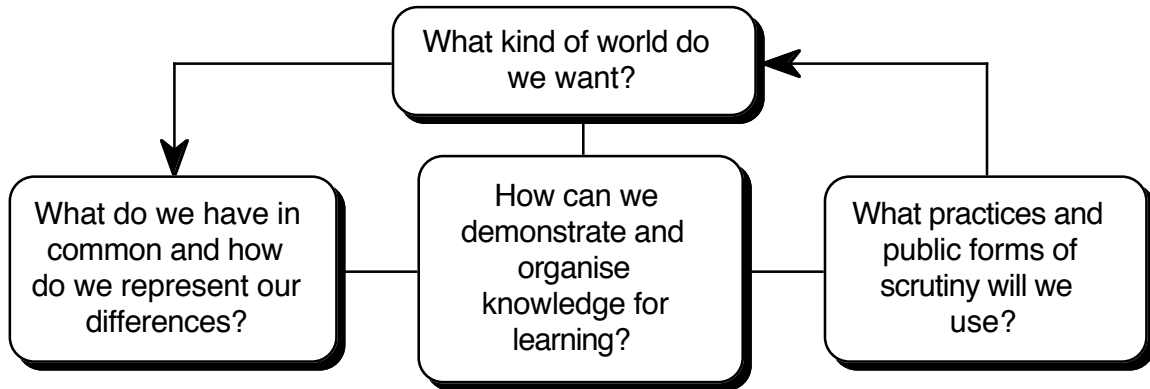 What kind of world do
we want?
What do we have in
common and how
do we represent our
differences?
How can we
demonstrate and
organise
knowledge for
learning?
What practices and
public forms of
scrutiny will we
use?